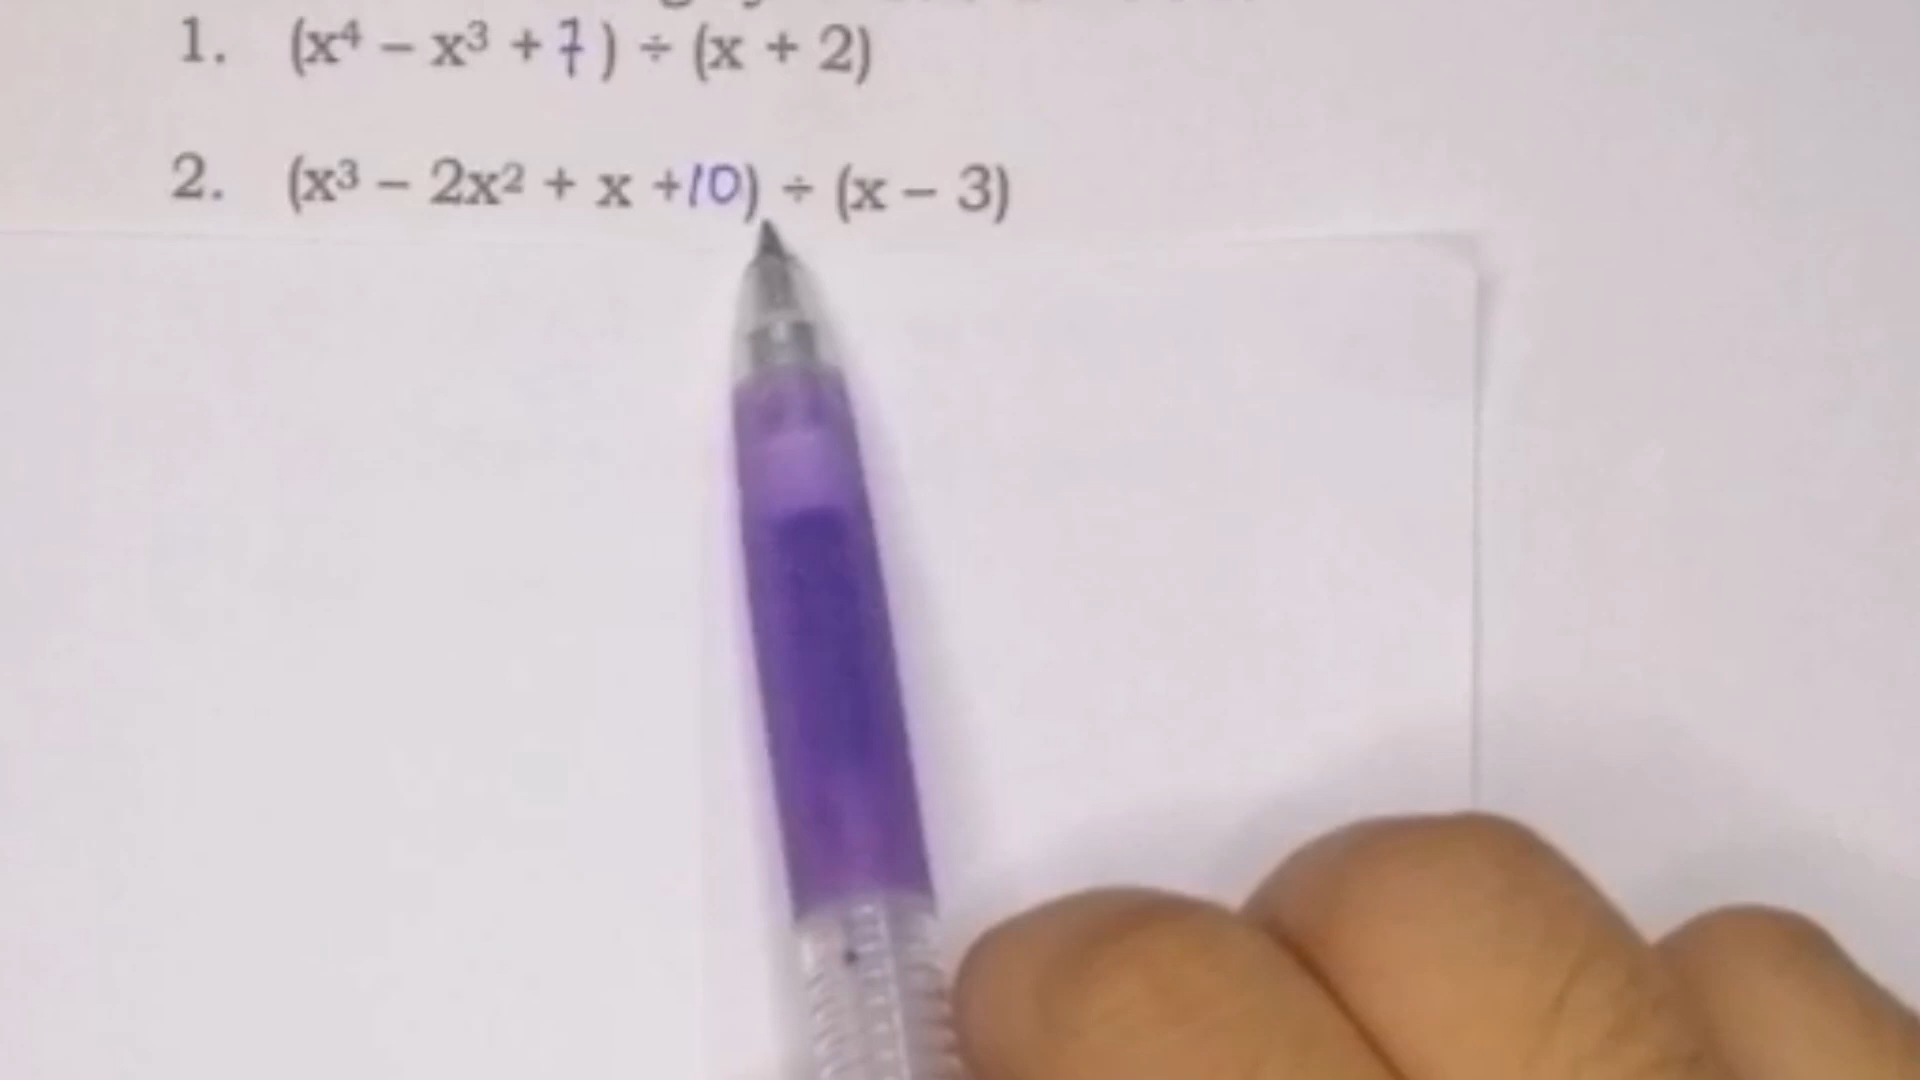 1. (x⁴ – x³ + 7) ÷ (x + 2)
2. (x³ – 2x² + x +10) ÷ (x – 3)